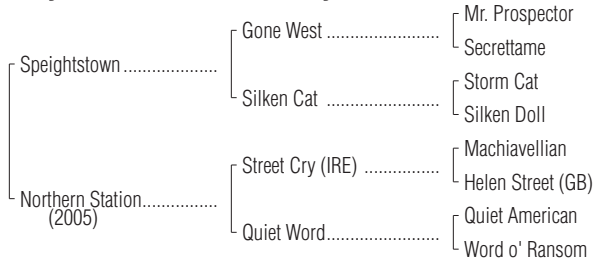 Mr. Prospector
Gone West ........................
Secrettame
Speightstown ...................
Storm Cat
Silken Cat ........................
Silken Doll
Machiavellian
Street Cry (IRE) ................
Helen Street (GB)
Northern Station...............
(2005)
Quiet American
Quiet Word........................
Word o' Ransom